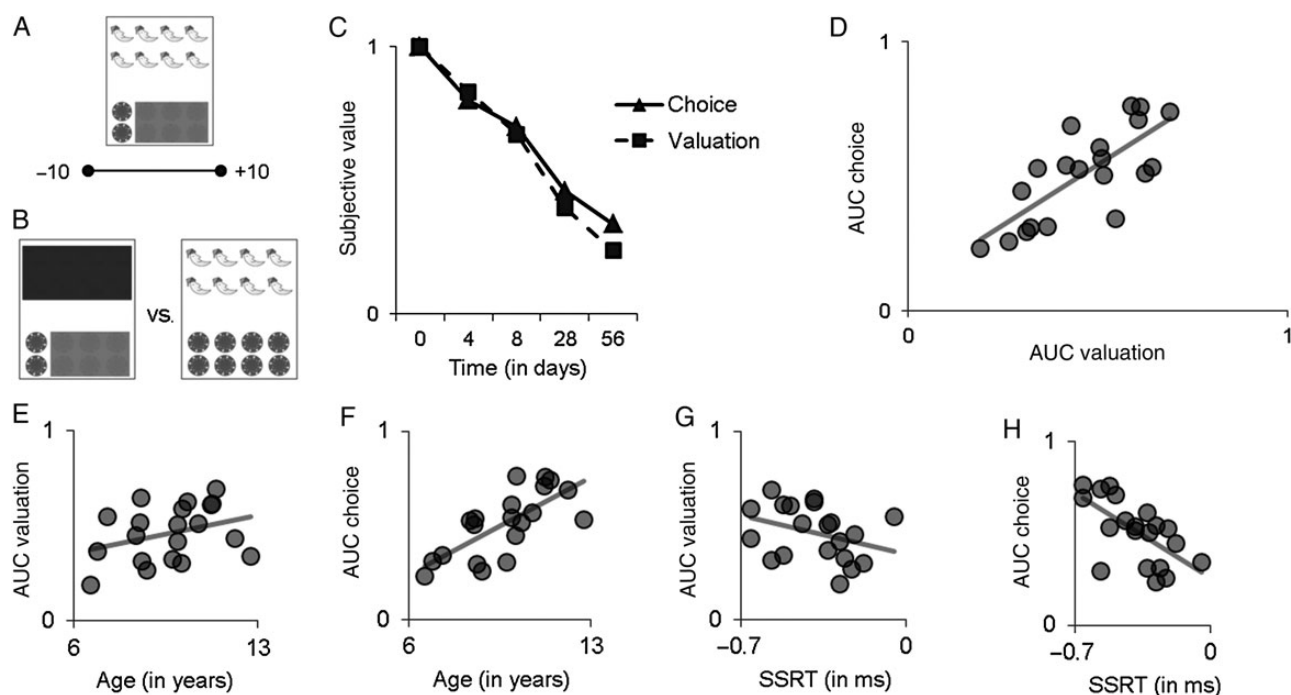 A
−10
+10
B
vs.
C
1
Subjective value
0
0 4 8 28 56
Time (in days)
Choice
Valuation
D
1
AUC choice
0
0 1
AUC valuation
E
1
AUC valuation
0
6 13
Age (in years)
F
1
AUC choice
0
6 13
Age (in years)
G
1
AUC valuation
0
−0.7 0
SSRT (in ms)
H
1
AUC choice
0
−0.7 0
SSRT (in ms)